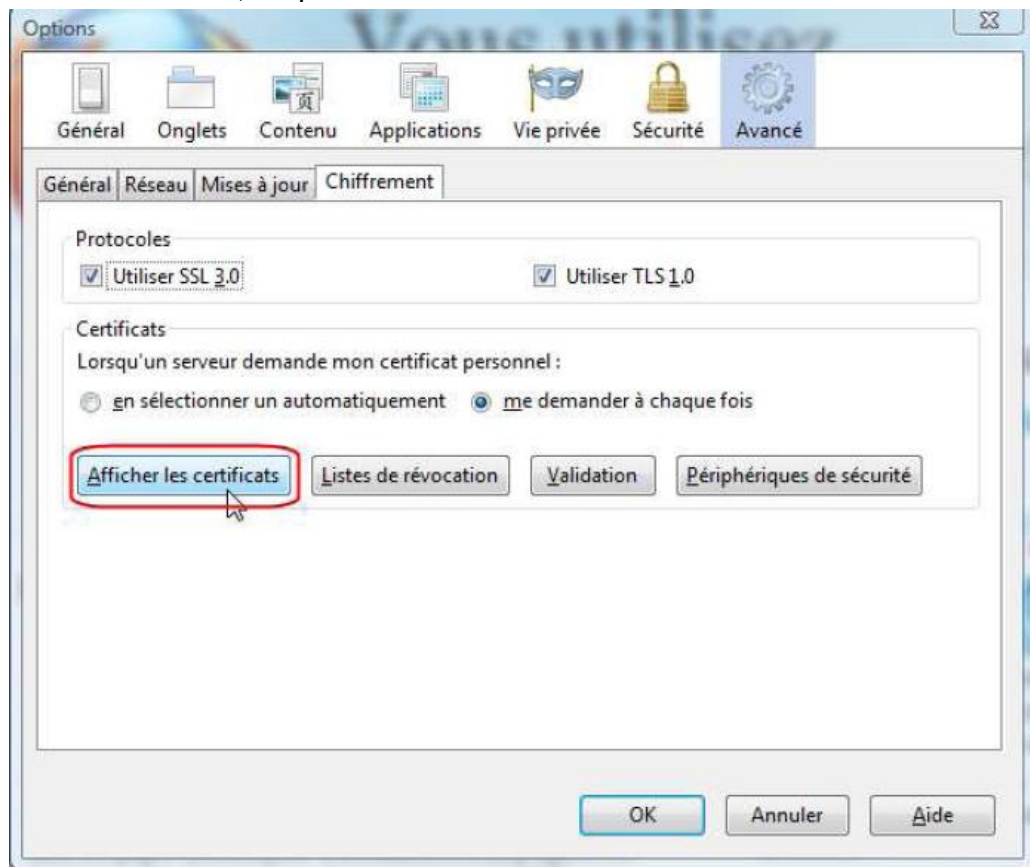 Options
Vous utilisez
Général Onglets Contenu Applications Vie privée Sécurité Avancé
Général Réseau Mises à jour Chiffrement
Protocoles
Utiliser SSL 3.0 Utiliser TLS 1.0
Certificats
Lorsqu'un serveur demande mon certificat personnel :
en sélectionner un automatiquement me demander à chaque fois
Afficher les certificats Listes de révocation Validation Périphériques de sécurité
OK Annuler Aide